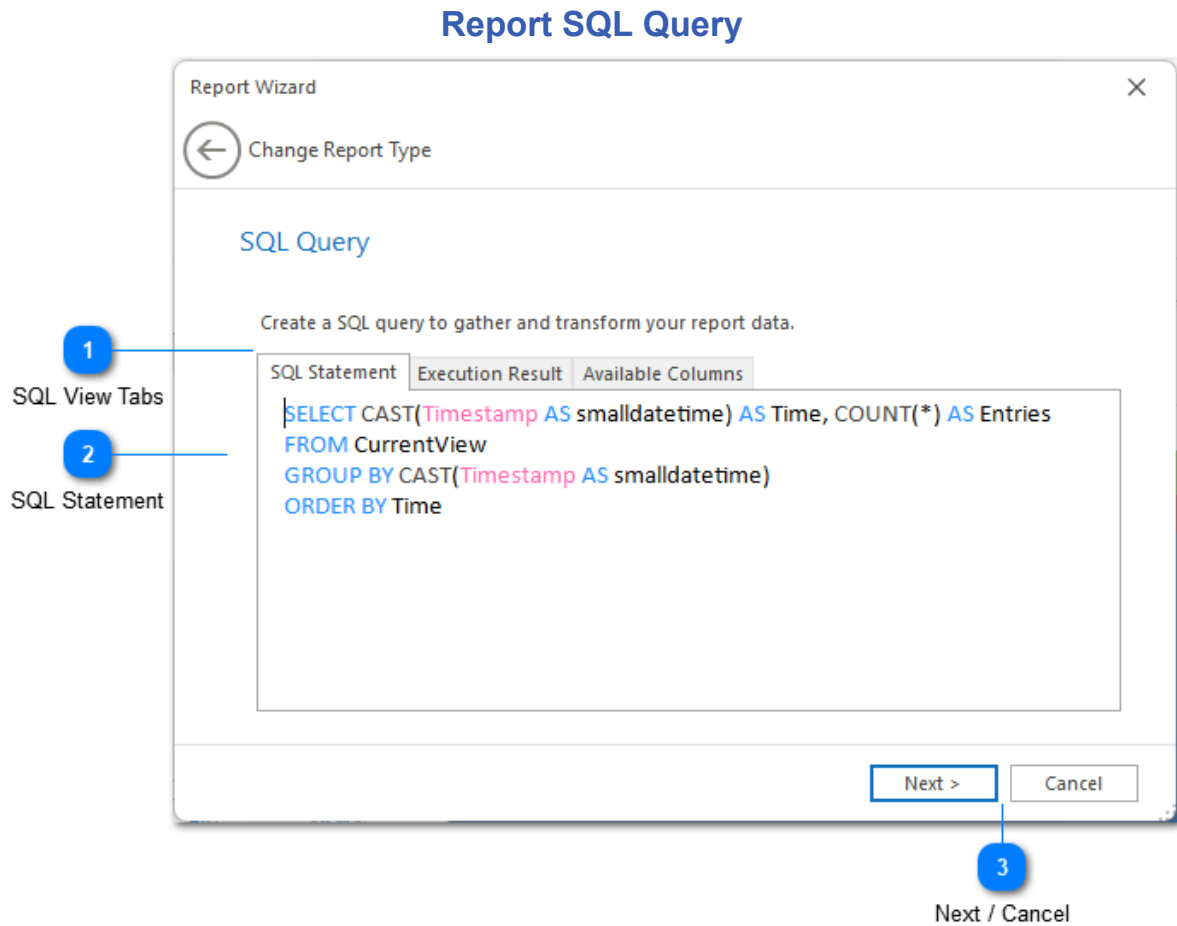 Report SQL Query
Report Wizard
Change Report Type
SQL Query
Create a SQL query to gather and transform your report data.
1
SQL View Tabs
SQL Statement Execution Result Available Columns
SELECT CAST(Timestamp AS smalldatetime) AS Time, COUNT(*) AS Entries
FROM CurrentView
GROUP BY CAST(Timestamp AS smalldatetime)
ORDER BY Time
2
SQL Statement
Next > Cancel
3
Next / Cancel